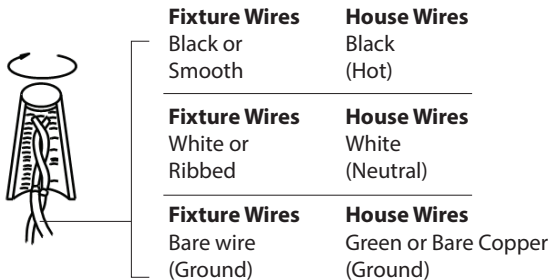 Fixture Wires House Wires
Black or Black
Smooth (Hot)
Fixture Wires House Wires
White or White
Ribbed (Neutral)
Fixture Wires House Wires
Bare wire Green or Bare Copper
(Ground) (Ground)